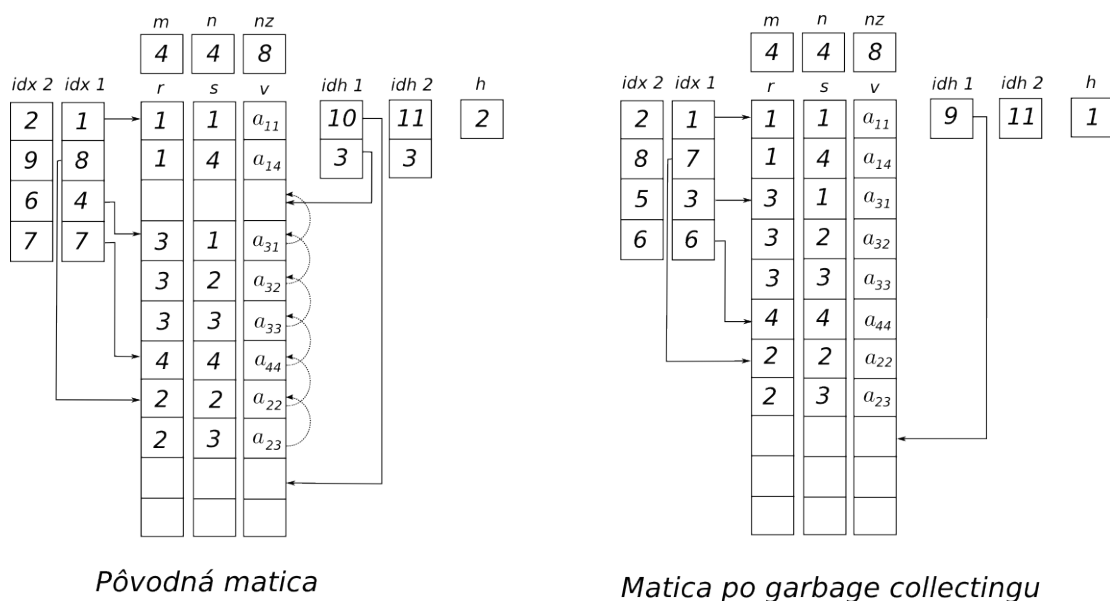 m n nz m n nz
4 4 8 4 4 8
idx 2 idx 1 r s v idh 1 idh 2 h idx 2 idx 1 r s v idh 1 idh 2 h
2 1 1 1 a11 10 11 2 2 1 1 1 a11 9 11 1
9 8 1 4 a14 3 3 8 7 1 4 a14
6 4 5 3 3 1 a31
7 7 3 1 a31 6 6 3 2 a32
3 2 a32 3 3 a33
3 3 a33 4 4 a44
4 4 a44 2 2 a22
2 2 a22 2 3 a23
2 3 a23
Pôvodná matica
Matica po garbage collectingu